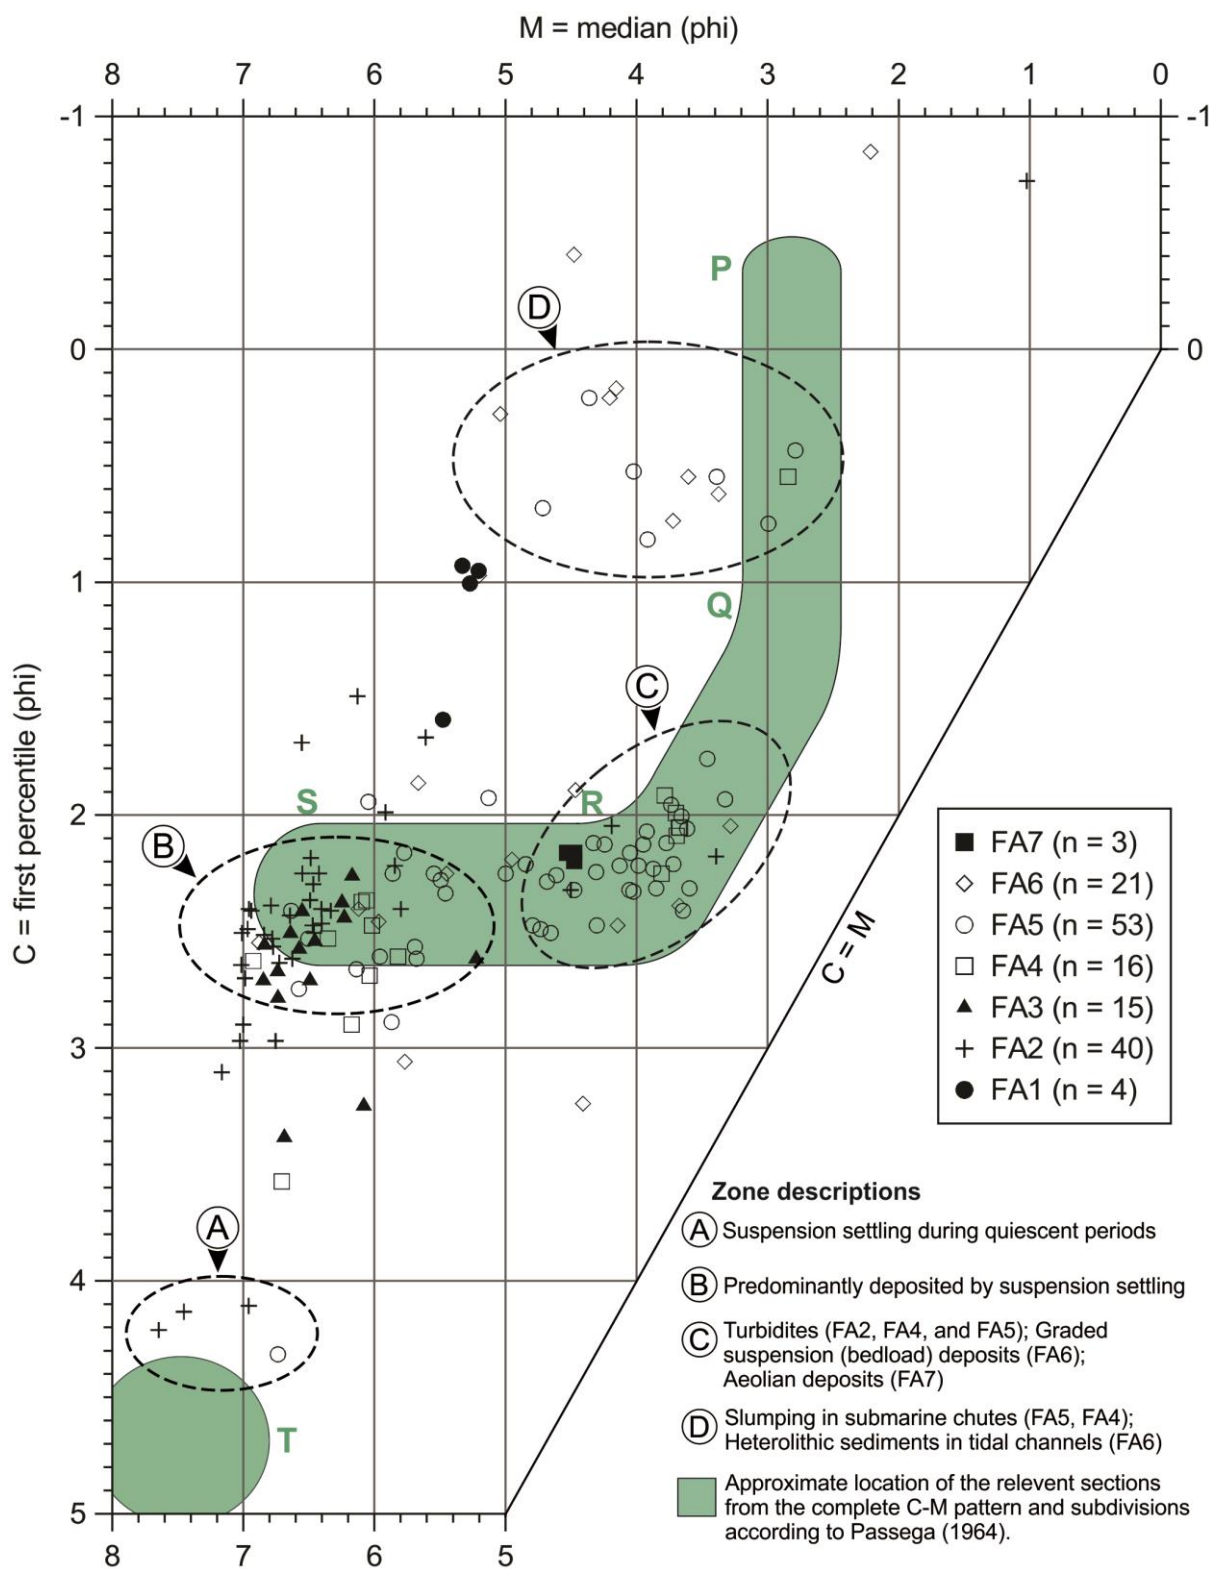 M = median (phi)
8 7 6 5 4 3 2 1 0
-1 -1
P
D
0 0
1
Q
C
S R
2
B
C = first percentile (phi)
FA7 (n = 3)
FA6 (n = 21)
FA5 (n = 53)
FA4 (n = 16)
FA3 (n = 15)
FA2 (n = 40)
FA1 (n = 4)
C = M
3
A
4
T
5
8 7 6 5
Zone descriptions
A Suspension settling during quiescent periods
B Predominantly deposited by suspension settling
C Turbidites (FA2, FA4, and FA5); Graded
suspension (bedload) deposits (FA6);
Aeolian deposits (FA7)
D Slumping in submarine chutes (FA5, FA4);
Heterolithic sediments in tidal channels (FA6)
Approximate location of the relevent sections
from the complete C-M pattern and subdivisions
according to Passega (1964).